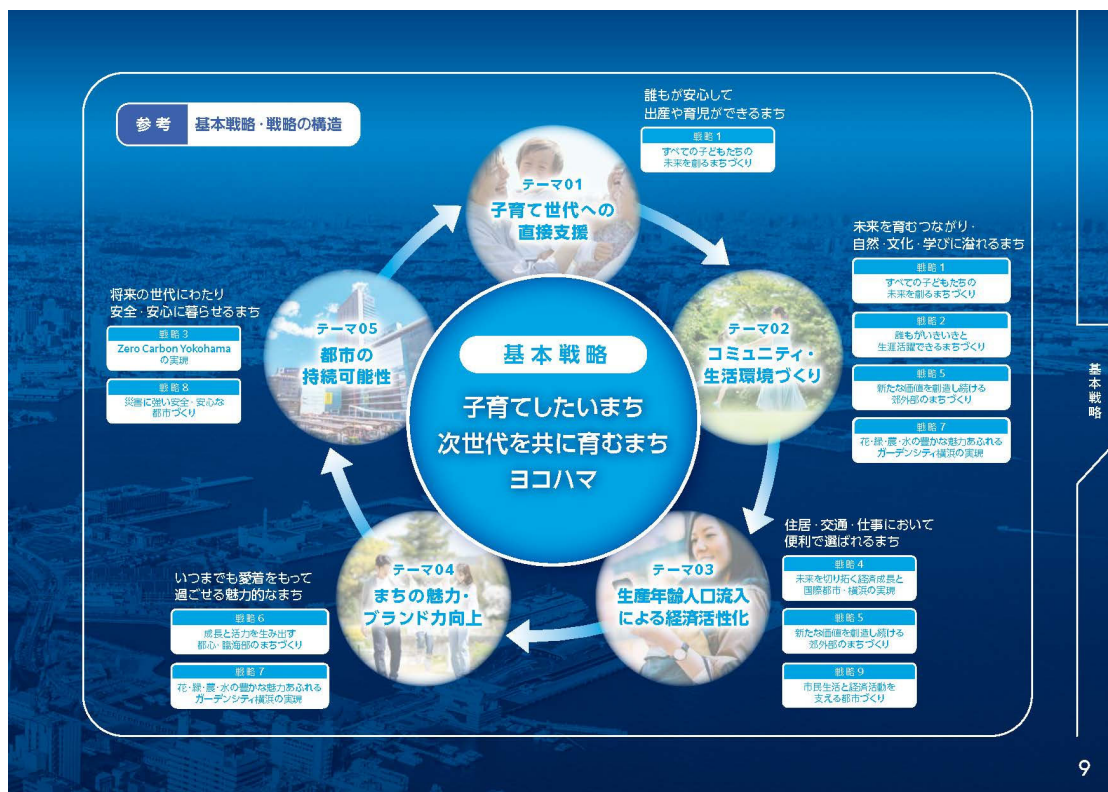 参考 基本戦略・戦略の構造
誰もが安心して
出産や育児ができるまち
戦略1
すべての子どもたちの
未来を創るまちづくり
テーマ01
子育て世代への
直接支援
未来を育むつながり・
自然・文化・学びに溢れるまち
戦略1
すべての子どもたちの
未来を創るまちづくり
戦略2
誰もがいきいきと
生涯活躍できるまちづくり
戦略5
新たな価値を創造し続ける
郊外部のまちづくり
戦略7
花・緑・農・水の豊かな魅力あふれる
ガーデンシティ横浜の実現
テーマ02
コミュニティ・
生活環境づくり
住居・交通・仕事において
便利で選ばれるまち
戦略4
未来を切り拓く経済成長と
国際都市・横浜の実現
戦略5
新たな価値を創造し続ける
郊外部のまちづくり
戦略9
市民生活と経済活動を
支える都市づくり
テーマ03
生産年齢人口流入
による経済活性化
テーマ04
まちの魅力・
ブランド力向上
いつまでも愛着をもって
過ごせる魅力的なまち
戦略6
成長と活力を生み出す
都心・臨海部のまちづくり
戦略7
花・緑・農・水の豊かな魅力あふれる
ガーデンシティ横浜の実現
テーマ05
都市の
持続可能性
将来の世代にわたり
安全・安心に暮らせるまち
戦略3
Zero Carbon Yokohama
の実現
戦略8
災害に強い安全・安心な
都市づくり
基本戦略
子育てしたいまち
次世代を共に育むまち
ヨコハマ
基本戦略
9